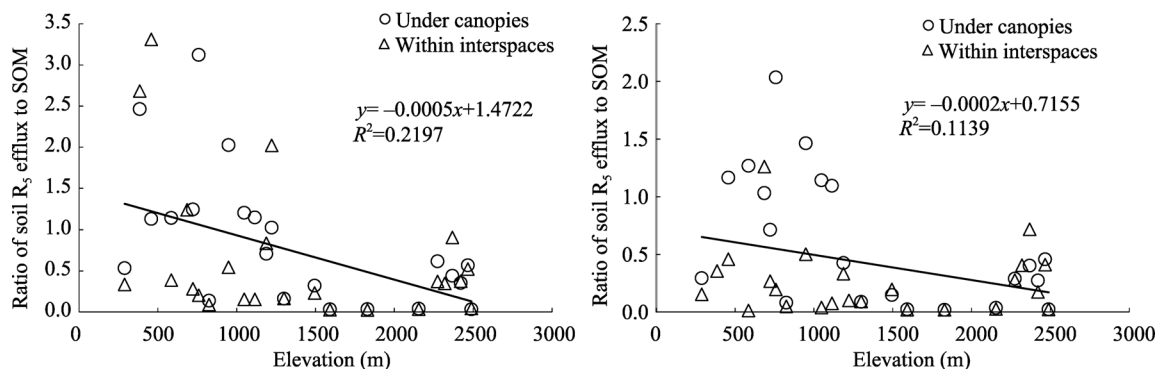 Ratio of soil R5 efflux to SOM
3.5
3.0
2.5
2.0
1.5
1.0
0.5
0.0
0
500
1000
1500
2000
2500
3000
Elevation (m)
Under canopies
Within interspaces
y= –0.0005x+1.4722
R²=0.2197
Ratio of soil R5 efflux to SOM
2.5
2.0
1.5
1.0
0.5
0.0
0
500
1000
1500
2000
2500
3000
Elevation (m)
Under canopies
Within interspaces
y= –0.0002x+0.7155
R²=0.1139